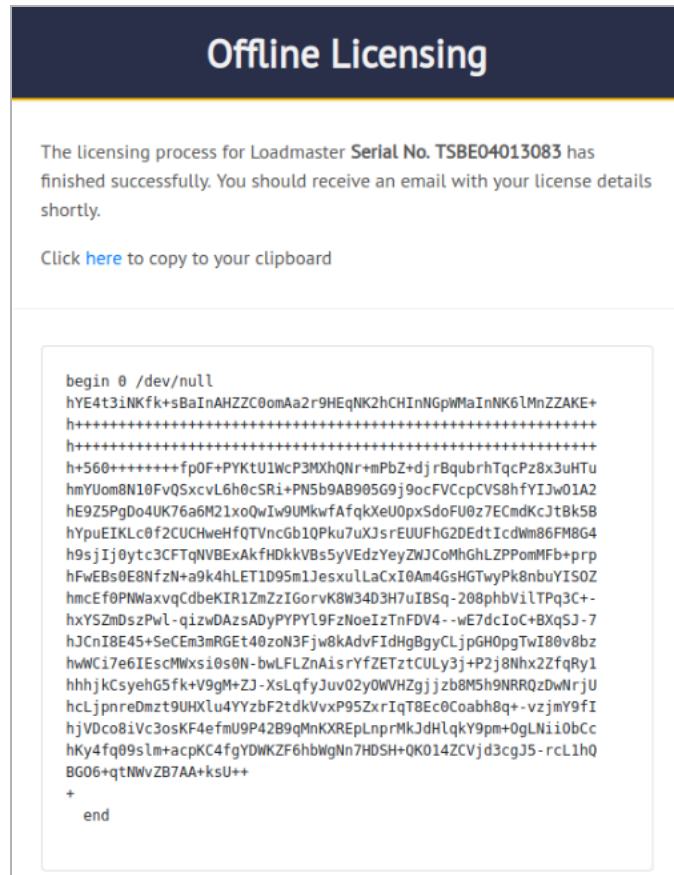 Offline Licensing
The licensing process for Loadmaster Serial No. TSBE04013083 has
finished successfully. You should receive an email with your license details
shortly.
Click here to copy to your clipboard
begin 0 /dev/null
hYE4t3iNKfk+sBaInAHZZC0omAa2r9HEqNK2hCHInNGpWMaInNK6lMnZZAKE+
h++++++++++++++++++++++++++++++++++++++++++++++++++++++++++++
h++++++++++++++++++++++++++++++++++++++++++++++++++++++++++++
h+560++++++++fpOF+PYKtU1WcP3MXhQNr+mPbZ+djrBqubrhTqcPz8x3uHTu
hmYUom8N10FvQSxcvL6h0cSRi+PN5b9AB905G9j9ocFVCcpCVS8hfYIJwO1A2
hE9Z5PgDo4UK76a6M21xoQwIw9UMkwfAfqkXeUOpxSdoFU0z7ECmdKcJtBk5B
hYpuEIKLc0f2CUCHweHfQTVncGb1QPku7uXJsrEUUFhG2DEdtIcdWm86FM8G4
h9sjIj0ytc3CFTqNVBExAkfHDkkVBs5yVEdzYeyZWJCoMhGhLZPPomMFb+prp
hFwEBs0E8NfzN+a9k4hLET1D95m1JesxulLaCxI0Am4GsHGTwyPk8nbuYISOZ
hmcEf0PNWaxvqCdbeKIR1ZmZzIGorvK8W34D3H7uIBSq-208phbVilTPq3C+-
hxYSZmDszPwl-qizwDAzsADyPYPYl9FzNoeIzTnFDV4--wE7dcIoC+BXqSJ-7
hJCnI8E45+SeCEm3mRGEt40zoN3Fjw8kAdvFIdHgBgyCLjpGHOpgTwI80v8bz
hwWCi7e6IEscMWxsi0s0N-bwLFLZnAisrYfZETztCULy3j+P2j8Nhx2ZfqRy1
hhhjkCsyehG5fk+V9gM+ZJ-XsLqfyJuvO2yOWVHZgjjzb8M5h9NRRQzDwNrjU
hcLjpnreDmzt9UHXlu4YYzbF2tdkVvxP95ZxrIqT8Ec0Coabh8q+-vzjmY9fI
hjVDco8iVc3osKF4efmU9P42B9qMnKXREpLnprMkJdHlqkY9pm+OgLNiiObCc
hKy4fq09slm+acpKC4fgYDWKZF6hbWgNn7HDSH+QKO14ZCVjd3cgJ5-rcL1hQ
BGO6+qtNWvZB7AA+ksU++
+
end